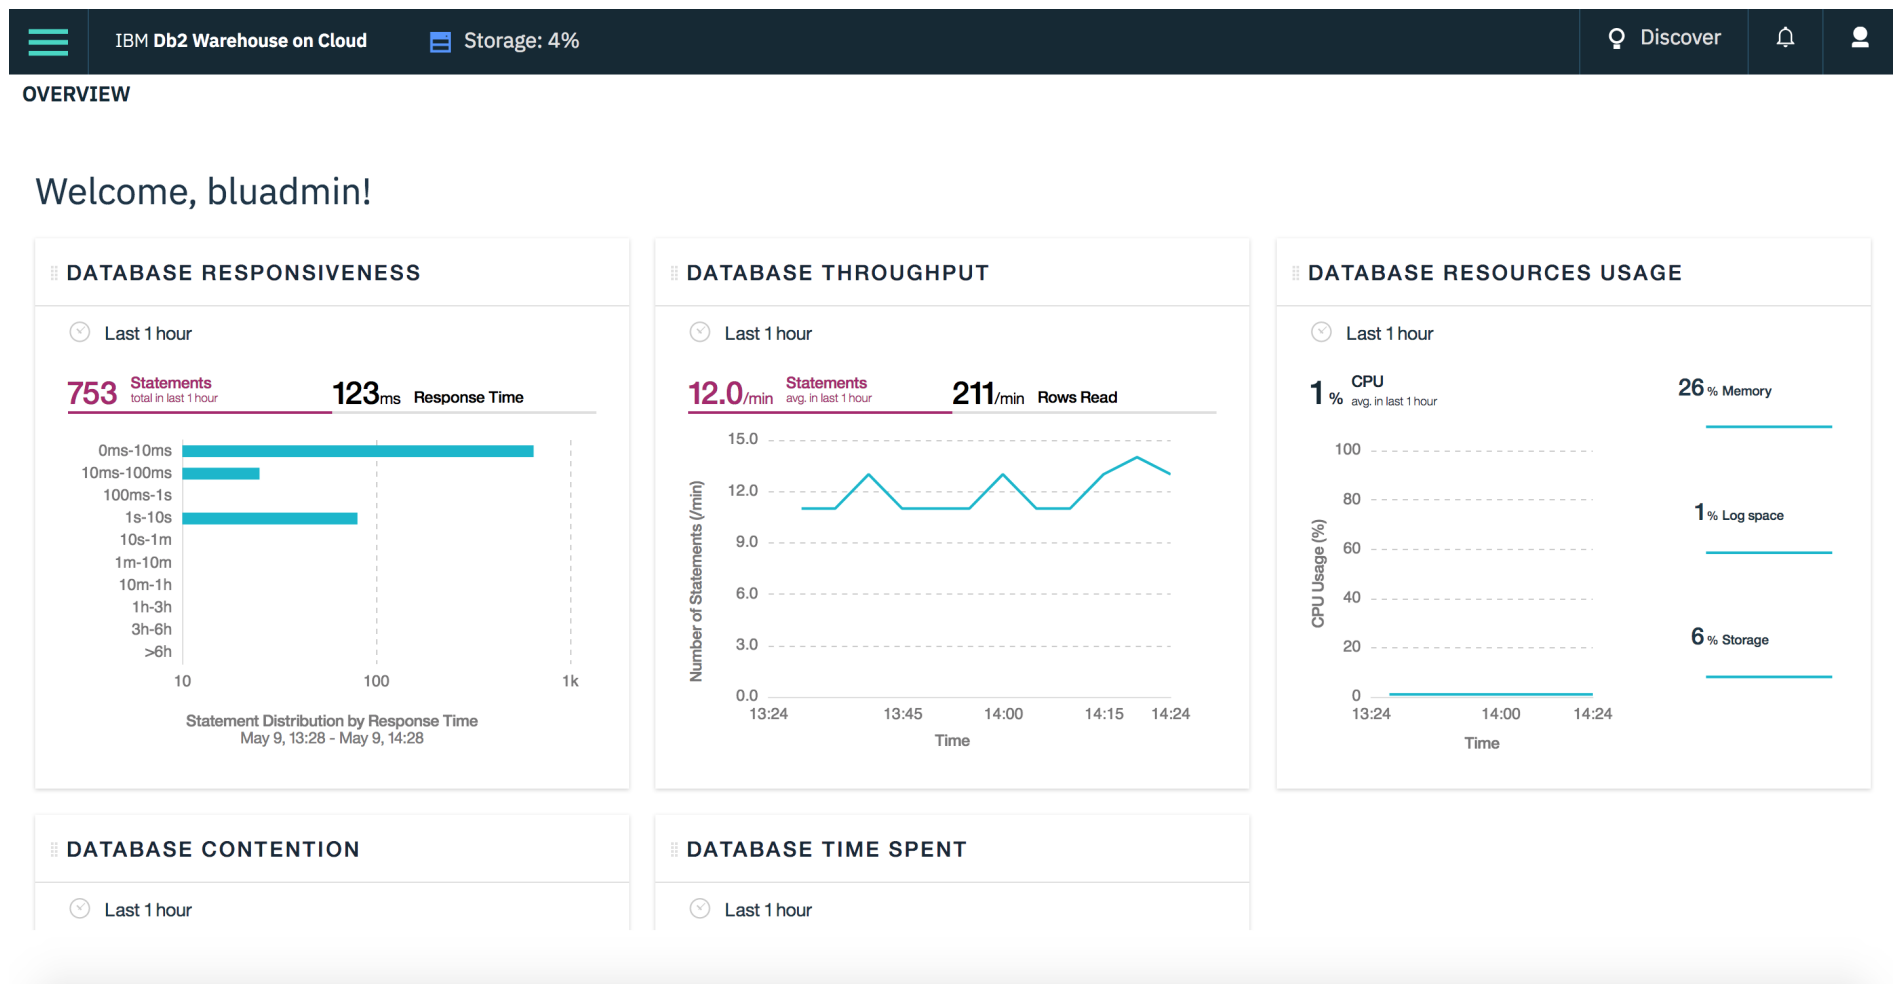 IBM Db2 Warehouse on Cloud
Storage: 4%
Discover
OVERVIEW
Welcome, bluadmin!
DATABASE RESPONSIVENESS
Last 1 hour
753 Statements
total in last 1 hour
123ms Response Time
0ms-10ms
10ms-100ms
100ms-1s
1s-10s
10s-1m
1m-10m
10m-1h
1h-3h
3h-6h
>6h
10 100 1k
Statement Distribution by Response Time
May 9, 13:28 - May 9, 14:28
DATABASE THROUGHPUT
Last 1 hour
12.0/min Statements
avg. in last 1 hour
211/min Rows Read
Number of Statements (/min)
15.0
12.0
9.0
6.0
3.0
0.0
13:24 13:45 14:00 14:15 14:24
Time
DATABASE RESOURCES USAGE
Last 1 hour
1 % CPU
avg. in last 1 hour
CPU Usage (%)
100
80
60
40
20
0
13:24 14:00 14:24
Time
26 % Memory
1 % Log space
6 % Storage
DATABASE CONTENTION
Last 1 hour
DATABASE TIME SPENT
Last 1 hour